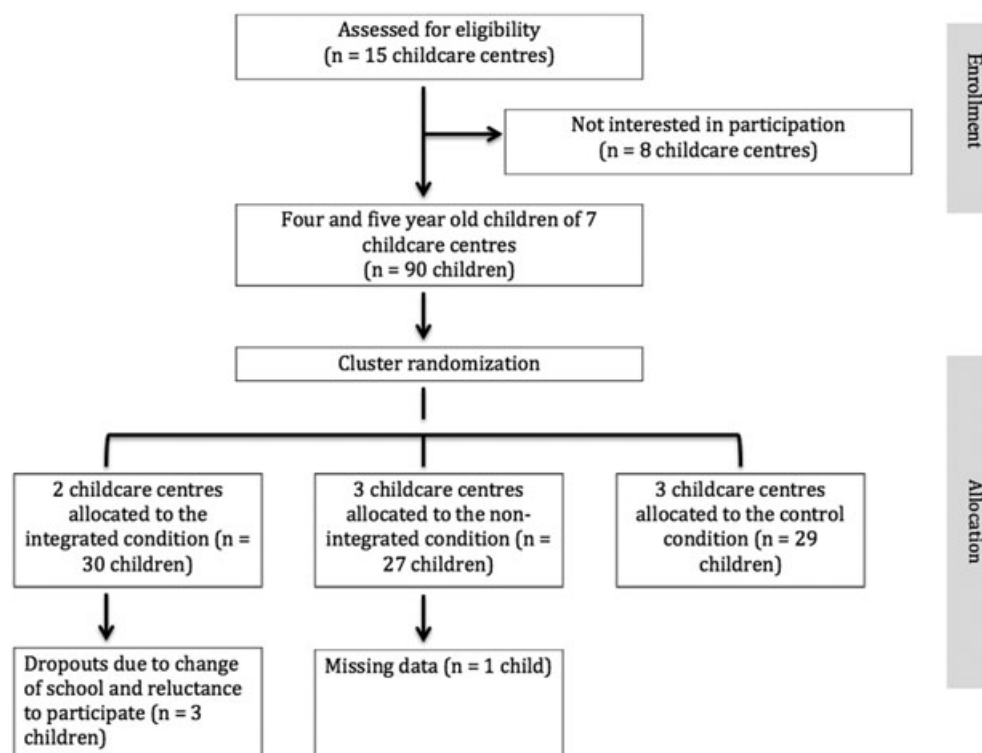 Assessed for eligibility
(n = 15 childcare centres)
Enrollment
Not interested in participation
(n = 8 childcare centres)
Four and five year old children of 7
childcare centres
(n = 90 children)
Cluster randomization
2 childcare centres
allocated to the
integrated condition (n =
30 children)
3 childcare centres
allocated to the non-
integrated condition (n =
27 children)
3 childcare centres
allocated to the control
condition (n = 29
children)
Allocation
Dropouts due to change
of school and reluctance
to participate (n = 3
children)
Missing data (n = 1 child)